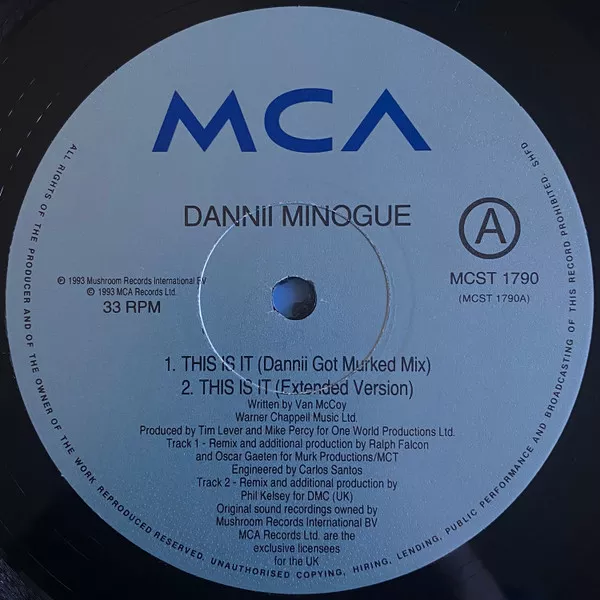 MCA
DANNII MINOGUE
A
MCST 1790
(MCST 1790A)
℗ 1993 Mushroom Records International BV
© 1993 MCA Records Ltd.
33 RPM
1. THIS IS IT (Dannii Got Murked Mix)
2. THIS IS IT (Extended Version)
Written by Van McCoy
Warner Chappell Music Ltd.
Produced by Tim Lever and Mike Percy for One World Productions Ltd.
Track 1 - Remix and additional production by Ralph Falcon
and Oscar Gaeten for Murk Productions/MCT
Engineered by Carlos Santos
Track 2 - Remix and additional production by
Phil Kelsey for DMC (UK)
Original sound recordings owned by
Mushroom Records International BV
MCA Records Ltd. are the
exclusive licensees
for the UK
ALL RIGHTS OF THE PRODUCER AND OF THE OWNER OF THE WORK REPRODUCED RESERVED. UNAUTHORISED COPYING, HIRING, LENDING, PUBLIC PERFORMANCE AND BROADCASTING OF THIS RECORD PROHIBITED. SHFD